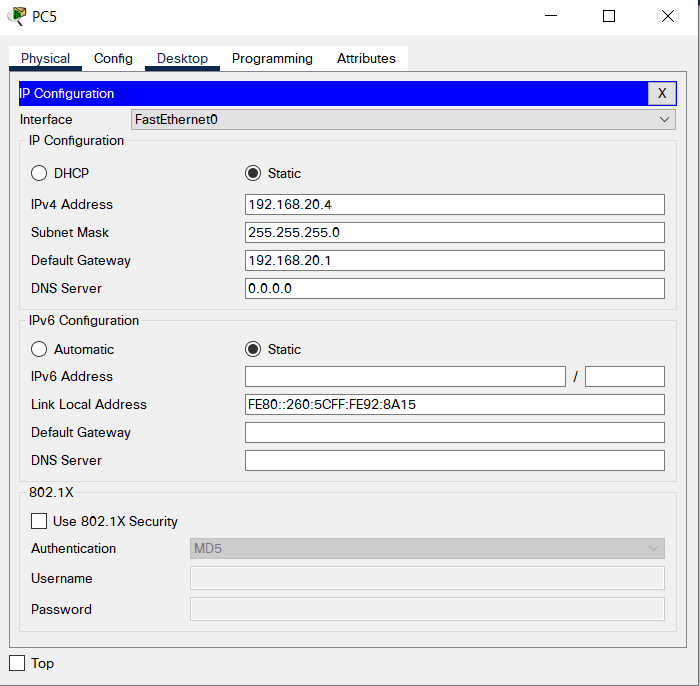 PC5
Physical Config Desktop Programming Attributes
IP Configuration X
Interface FastEthernet0
IP Configuration
DHCP Static
IPv4 Address 192.168.20.4
Subnet Mask 255.255.255.0
Default Gateway 192.168.20.1
DNS Server 0.0.0.0
IPv6 Configuration
Automatic Static
IPv6 Address /
Link Local Address FE80::260:5CFF:FE92:8A15
Default Gateway
DNS Server
802.1X
Use 802.1X Security
Authentication MD5
Username
Password
Top